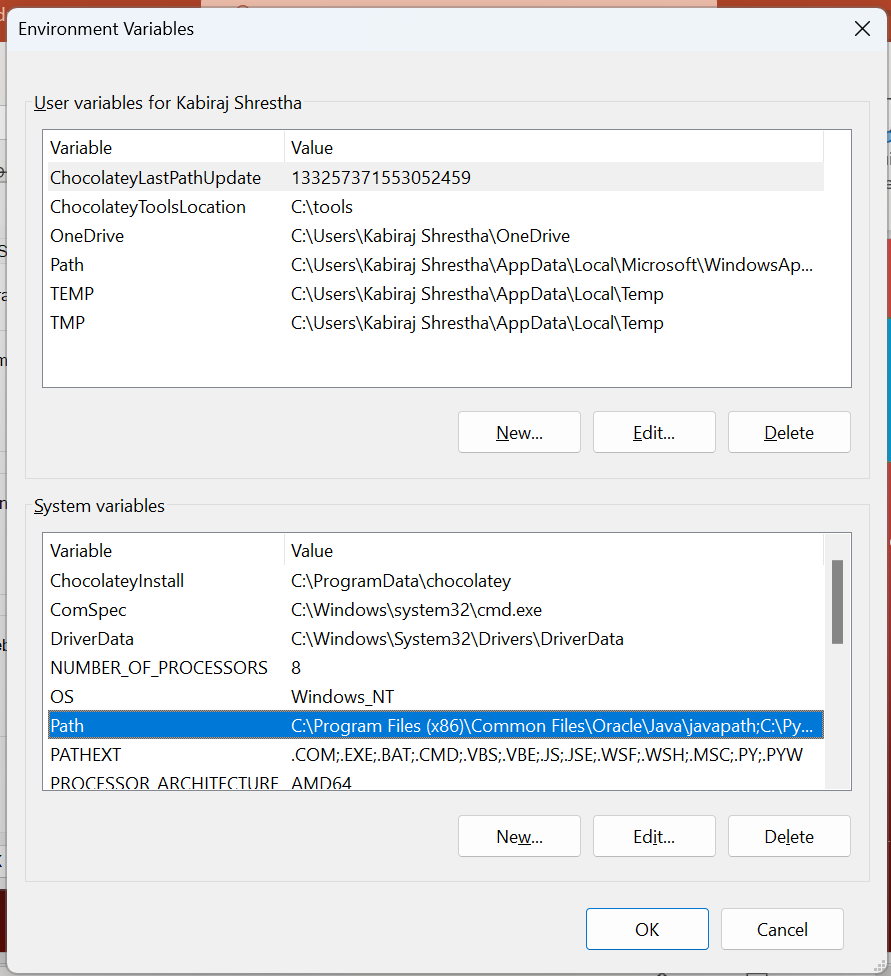 Environment Variables
User variables for Kabiraj Shrestha
Variable Value
ChocolateyLastPathUpdate 133257371553052459
ChocolateyToolsLocation C:\tools
OneDrive C:\Users\Kabiraj Shrestha\OneDrive
Path C:\Users\Kabiraj Shrestha\AppData\Local\Microsoft\WindowsAp...
TEMP C:\Users\Kabiraj Shrestha\AppData\Local\Temp
TMP C:\Users\Kabiraj Shrestha\AppData\Local\Temp
New... Edit... Delete
System variables
Variable Value
ChocolateyInstall C:\ProgramData\chocolatey
ComSpec C:\Windows\system32\cmd.exe
DriverData C:\Windows\System32\Drivers\DriverData
NUMBER_OF_PROCESSORS 8
OS Windows_NT
Path C:\Program Files (x86)\Common Files\Oracle\Java\javapath;C:\Py...
PATHEXT .COM;.EXE;.BAT;.CMD;.VBS;.VBE;.JS;.JSE;.WSF;.WSH;.MSC;.PY;.PYW
PROCESSOR_ARCHITECTURE AMD64
New... Edit... Delete
OK Cancel